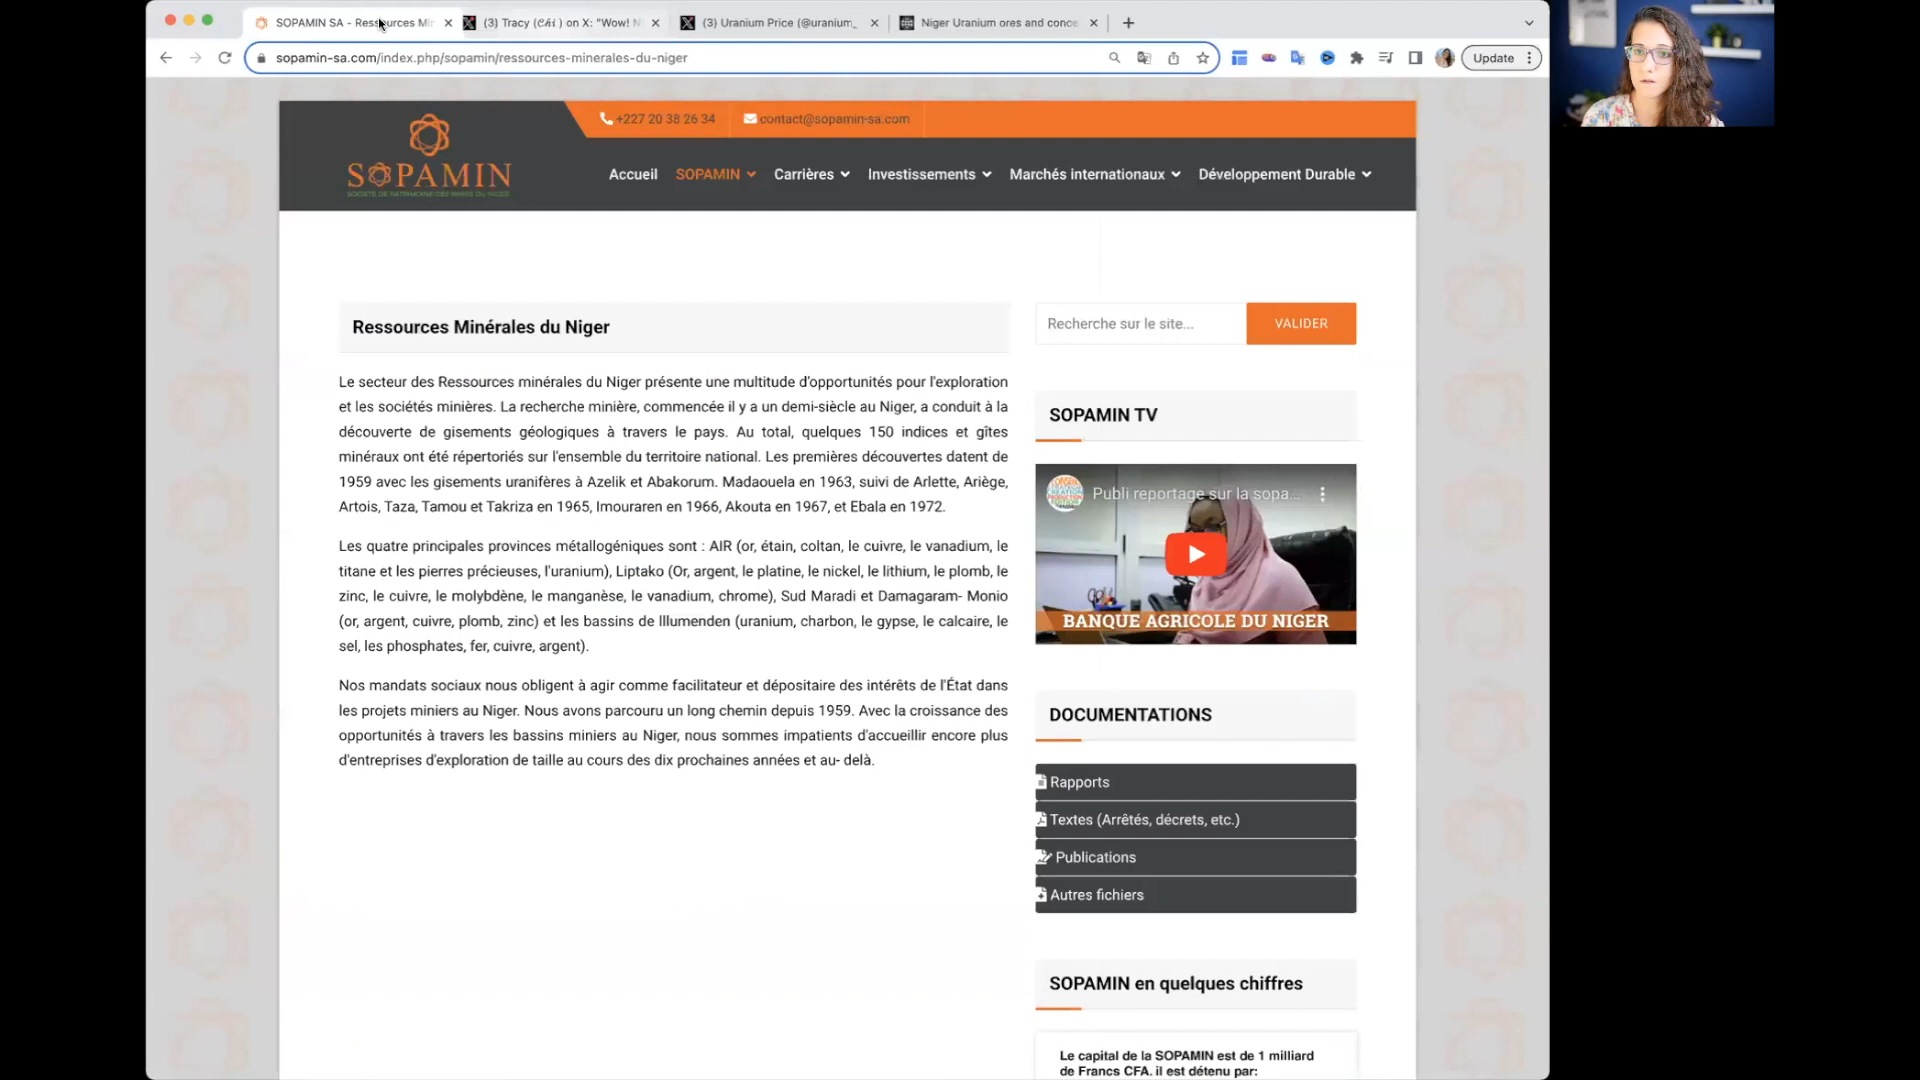 SOPAMIN SA - Ressources Mir
(3) Tracy (𝓒𝓱𝓲 ) on X: "Wow! N
(3) Uranium Price (@uranium_
Niger Uranium ores and conce
sopamin-sa.com/index.php/sopamin/ressources-minerales-du-niger
Update
+227 20 38 26 34
contact@sopamin-sa.com
SOPAMIN
SOCIETE DE PATRIMOINE DES MINES DU NIGER
Accueil SOPAMIN Carrières Investissements Marchés internationaux Développement Durable
Ressources Minérales du Niger
Le secteur des Ressources minérales du Niger présente une multitude d'opportunités pour l'exploration
et les sociétés minières. La recherche minière, commencée il y a un demi-siècle au Niger, a conduit à la
découverte de gisements géologiques à travers le pays. Au total, quelques 150 indices et gîtes
minéraux ont été répertoriés sur l'ensemble du territoire national. Les premières découvertes datent de
1959 avec les gisements uranifères à Azelik et Abakorum. Madaouela en 1963, suivi de Arlette, Ariège,
Artois, Taza, Tamou et Takriza en 1965, Imouraren en 1966, Akouta en 1967, et Ebala en 1972.
Les quatre principales provinces métallogéniques sont : AIR (or, étain, coltan, le cuivre, le vanadium, le
titane et les pierres précieuses, l'uranium), Liptako (Or, argent, le platine, le nickel, le lithium, le plomb, le
zinc, le cuivre, le molybdène, le manganèse, le vanadium, chrome), Sud Maradi et Damagaram- Monio
(or, argent, cuivre, plomb, zinc) et les bassins de Illumenden (uranium, charbon, le gypse, le calcaire, le
sel, les phosphates, fer, cuivre, argent).
Nos mandats sociaux nous obligent à agir comme facilitateur et dépositaire des intérêts de l'État dans
les projets miniers au Niger. Nous avons parcouru un long chemin depuis 1959. Avec la croissance des
opportunités à travers les bassins miniers au Niger, nous sommes impatients d'accueillir encore plus
d'entreprises d'exploration de taille au cours des dix prochaines années et au- delà.
Recherche sur le site...
VALIDER
SOPAMIN TV
Publi reportage sur la sopa...
BANQUE AGRICOLE DU NIGER
DOCUMENTATIONS
Rapports
Textes (Arrêtés, décrets, etc.)
Publications
Autres fichiers
SOPAMIN en quelques chiffres
Le capital de la SOPAMIN est de 1 milliard
de Francs CFA. il est détenu par: